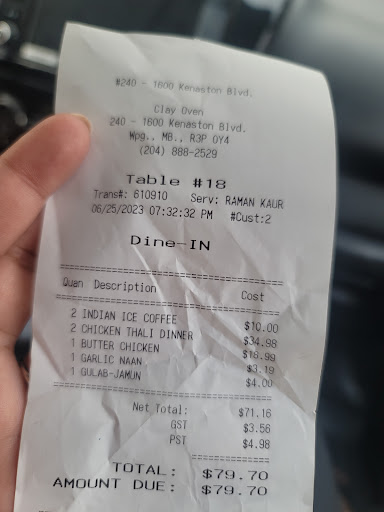 #240 - 1600 Kenaston Blvd.
Clay Oven
240 - 1600 Kenaston Blvd.
Wpg., MB., R3P 0Y4
(204) 888-2529
Table #18
Trans#: 610910 Serv: RAMAN KAUR
06/25/2023 07:32:32 PM #Cust:2
Dine-IN
Quan Description Cost
2 INDIAN ICE COFFEE $10.00
2 CHICKEN THALI DINNER $34.98
1 BUTTER CHICKEN $18.99
1 GARLIC NAAN $3.19
1 GULAB-JAMUN $4.00
Net Total: $71.16
GST $3.56
PST $4.98
TOTAL: $79.70
AMOUNT DUE: $79.70